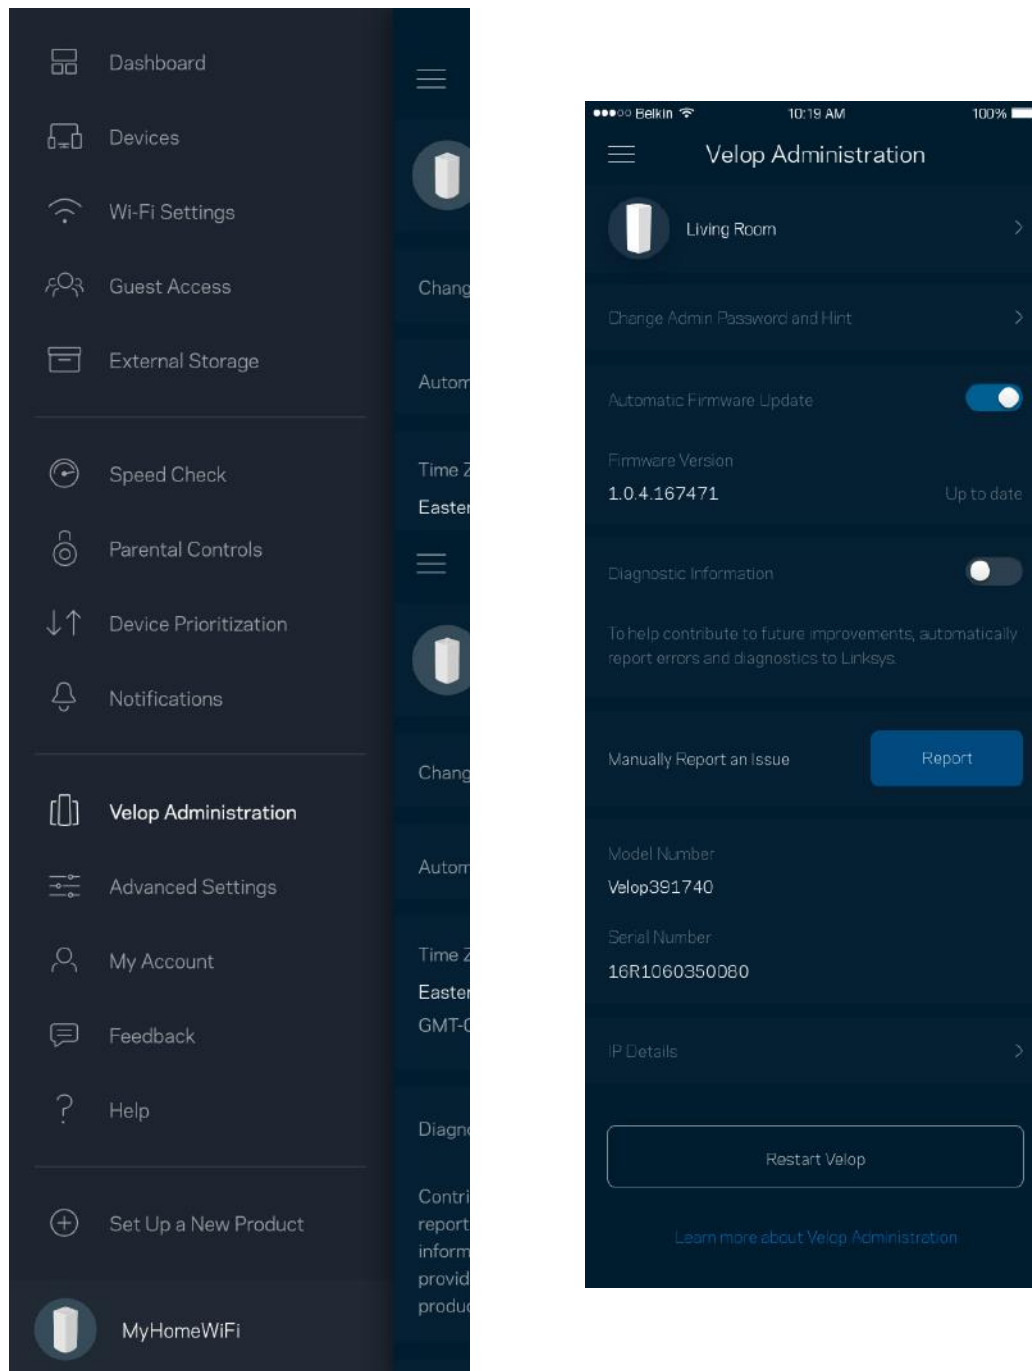 Dashboard
Devices
Wi-Fi Settings
Guest Access
External Storage
Speed Check
Parental Controls
Device Prioritization
Notifications
Velop Administration
Advanced Settings
My Account
Feedback
Help
Set Up a New Product
MyHomeWiFi
Chang
Autom
Time Z
Easter
Chang
Autom
Time Z
Easter
GMT-0
Diagno
Contri
report
inform
provid
produc
Belkin 10:19 AM 100%
Velop Administration
Living Room
Change Admin Password and Hint
Automatic Firmware Update
Firmware Version
1.0.4.167471 Up to date
Diagnostic Information
To help contribute to future improvements, automatically
report errors and diagnostics to Linksys.
Manually Report an Issue Report
Model Number
Velop391740
Serial Number
16R1060350080
IP Details
Restart Velop
Learn more about Velop Administration